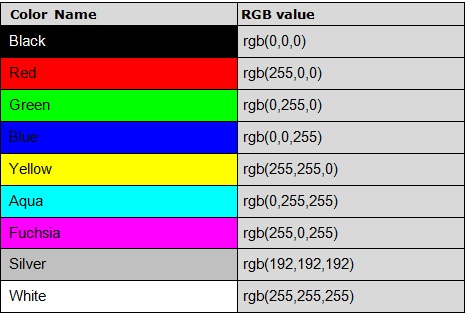 Color Name RGB value
Black rgb(0,0,0)
Red rgb(255,0,0)
Green rgb(0,255,0)
Blue rgb(0,0,255)
Yellow rgb(255,255,0)
Aqua rgb(0,255,255)
Fuchsia rgb(255,0,255)
Silver rgb(192,192,192)
White rgb(255,255,255)